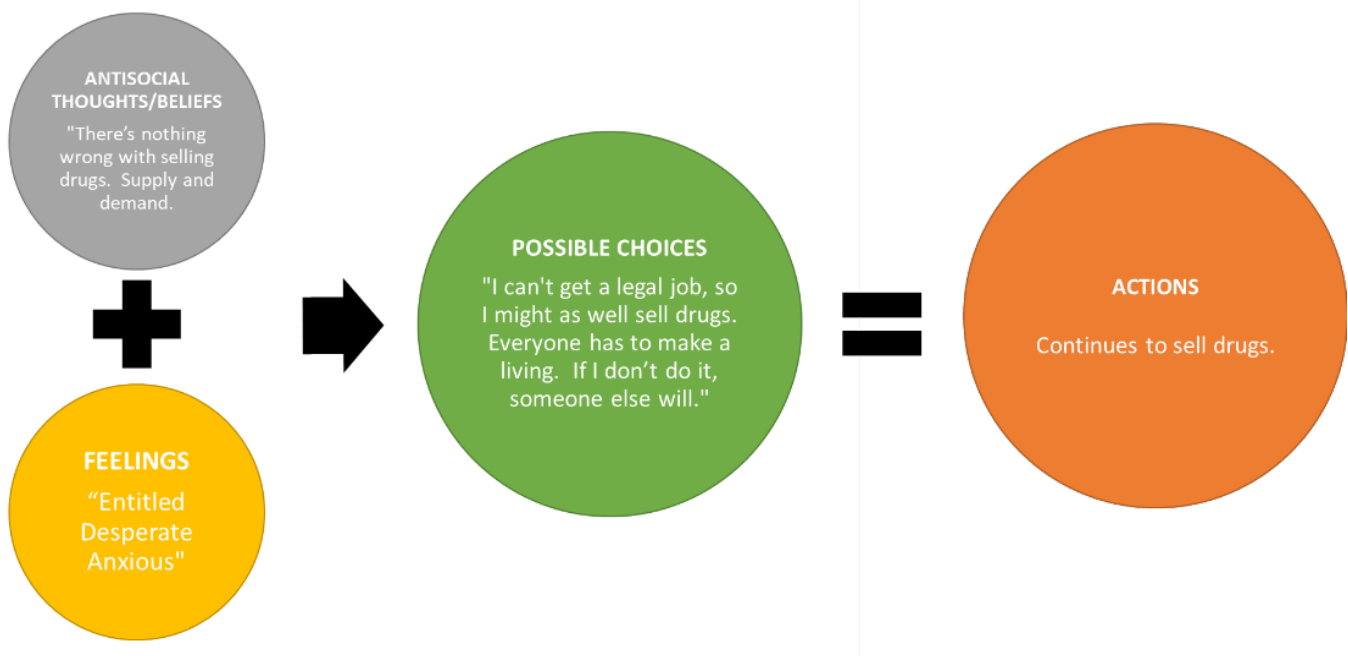 ANTISOCIAL
THOUGHTS/BELIEFS
"There’s nothing
wrong with selling
drugs.  Supply and
demand.
FEELINGS
“Entitled
Desperate
Anxious"
POSSIBLE CHOICES
"I can't get a legal job, so
I might as well sell drugs.
Everyone has to make a
living.  If I don’t do it,
someone else will."
ACTIONS
Continues to sell drugs.